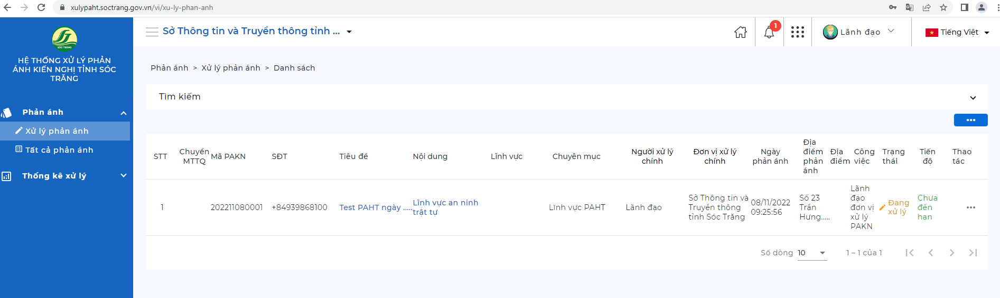 xulypaht.soctrang.gov.vn/vi/xu-ly-phan-anh
SÓC TRĂNG
HỆ THỐNG XỬ LÝ PHẢN
ÁNH KIẾN NGHỊ TỈNH SÓC
TRĂNG
Phản ánh
Xử lý phản ánh
Tất cả phản ánh
Thống kê xử lý
Sở Thông tin và Truyền thông tỉnh ...
1
Lãnh đạo
Tiếng Việt
Phản ánh > Xử lý phản ánh > Danh sách
Tìm kiếm
STT
Chuyển
MTTQ
Mã PAKN
SĐT
Tiêu đề
Nội dung
Lĩnh vực
Chuyên mục
Người xử lý
chính
Đơn vị xử lý
chính
Ngày
phản ánh
Địa
điểm
phản
ánh
Địa
điểm
Công
việc
Trạng
thái
Tiến
độ
Thao
tác
1
202211080001
+84939868100
Test PAHT ngày .....
Lĩnh vực an ninh
trật tự
Lĩnh vực PAHT
Lãnh đạo
Sở Thông tin và
Truyền thông
tỉnh Sóc Trăng
08/11/2022
09:25:56
Số 23
Trần
Hưng.....
Lãnh
đạo
đơn vị
xử lý
PAKN
Đang
xử lý
Chưa
đến
hạn
Số dòng 10
1 – 1 của 1